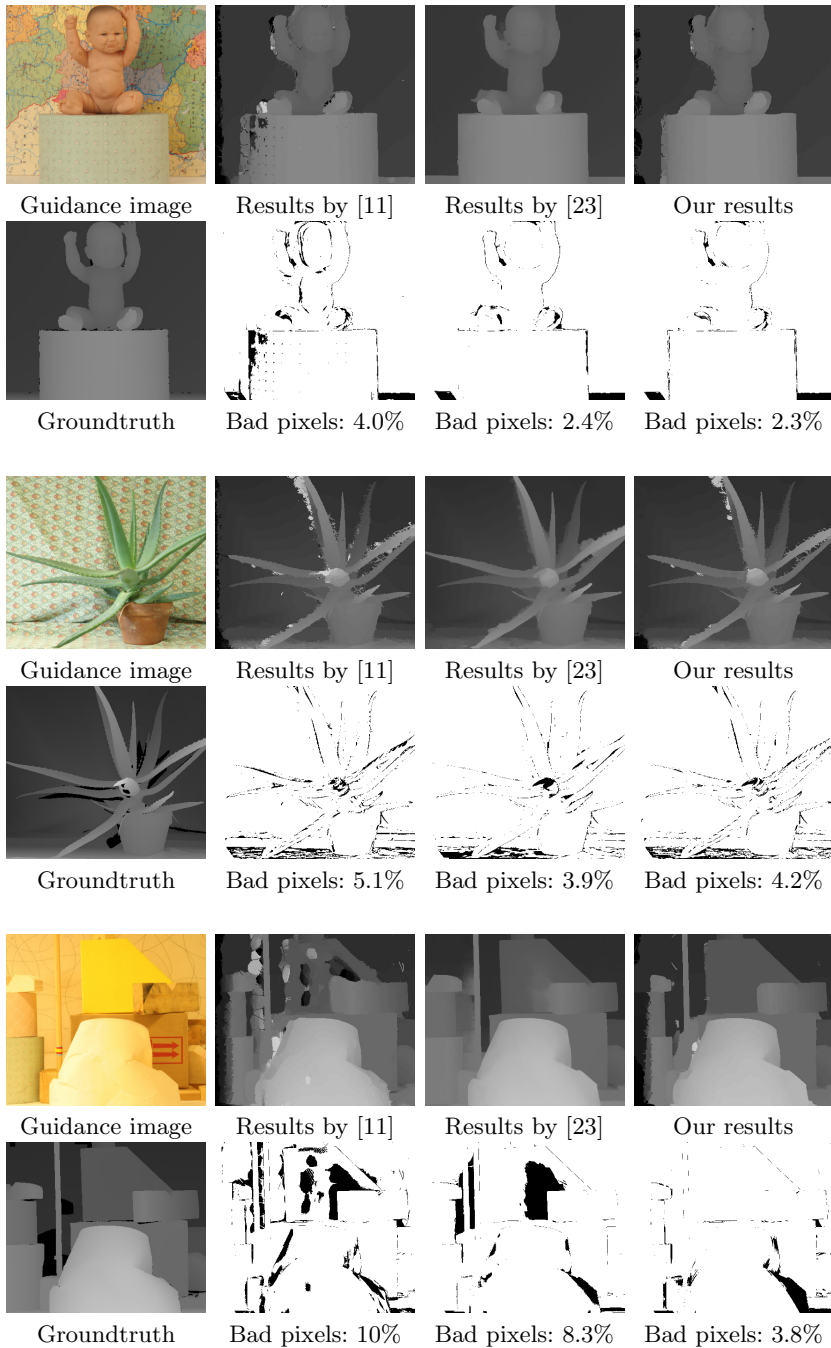 Guidance image Results by [11] Results by [23] Our results
Groundtruth Bad pixels: 4.0% Bad pixels: 2.4% Bad pixels: 2.3%
Guidance image Results by [11] Results by [23] Our results
Groundtruth Bad pixels: 5.1% Bad pixels: 3.9% Bad pixels: 4.2%
Guidance image Results by [11] Results by [23] Our results
Groundtruth Bad pixels: 10% Bad pixels: 8.3% Bad pixels: 3.8%